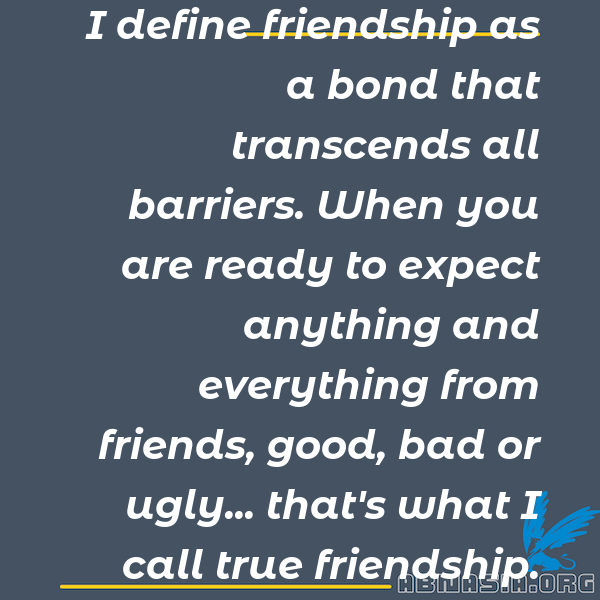 I define friendship as
a bond that
transcends all
barriers. When you
are ready to expect
anything and
everything from
friends, good, bad or
ugly... that's what I
call true friendship.
ABNASIA.ORG